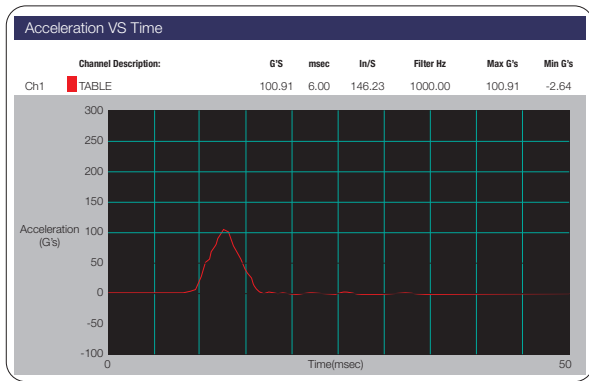 Acceleration VS Time
Channel Description: G'S msec In/S Filter Hz Max G's Min G's
Ch1 TABLE 100.91 6.00 146.23 1000.00 100.91 -2.64
300
250
200
150
Acceleration 100
(G's)
50
0
-50
-100
0 Time(msec) 50